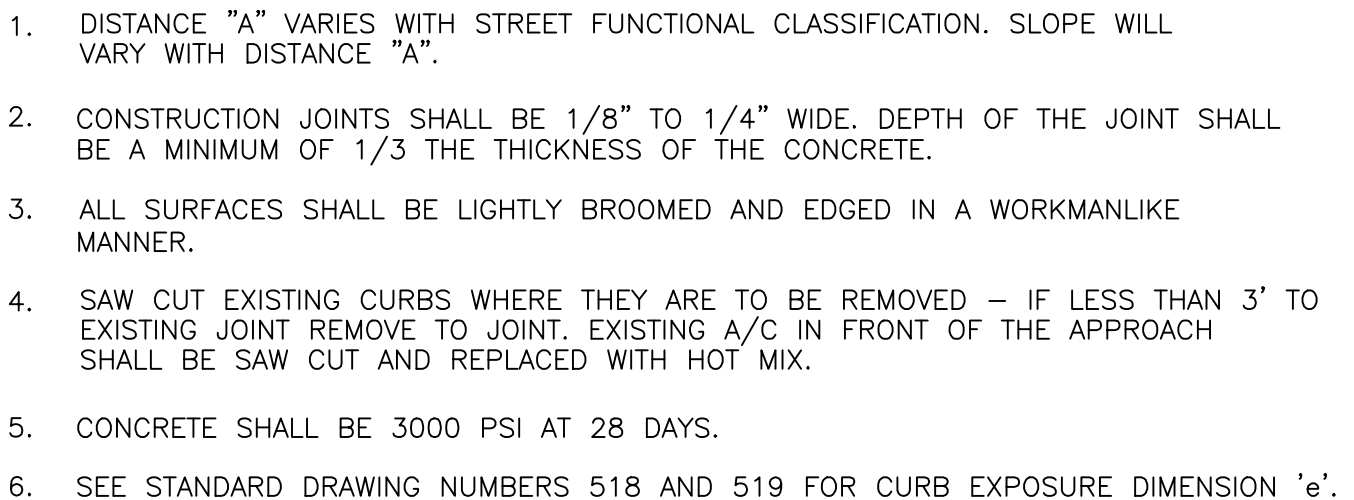 1. DISTANCE "A" VARIES WITH STREET FUNCTIONAL CLASSIFICATION. SLOPE WILL
VARY WITH DISTANCE "A".
2. CONSTRUCTION JOINTS SHALL BE 1/8" TO 1/4" WIDE. DEPTH OF THE JOINT SHALL
BE A MINIMUM OF 1/3 THE THICKNESS OF THE CONCRETE.
3. ALL SURFACES SHALL BE LIGHTLY BROOMED AND EDGED IN A WORKMANLIKE
MANNER.
4. SAW CUT EXISTING CURBS WHERE THEY ARE TO BE REMOVED – IF LESS THAN 3' TO
EXISTING JOINT REMOVE TO JOINT. EXISTING A/C IN FRONT OF THE APPROACH
SHALL BE SAW CUT AND REPLACED WITH HOT MIX.
5. CONCRETE SHALL BE 3000 PSI AT 28 DAYS.
6. SEE STANDARD DRAWING NUMBERS 518 AND 519 FOR CURB EXPOSURE DIMENSION 'e'.